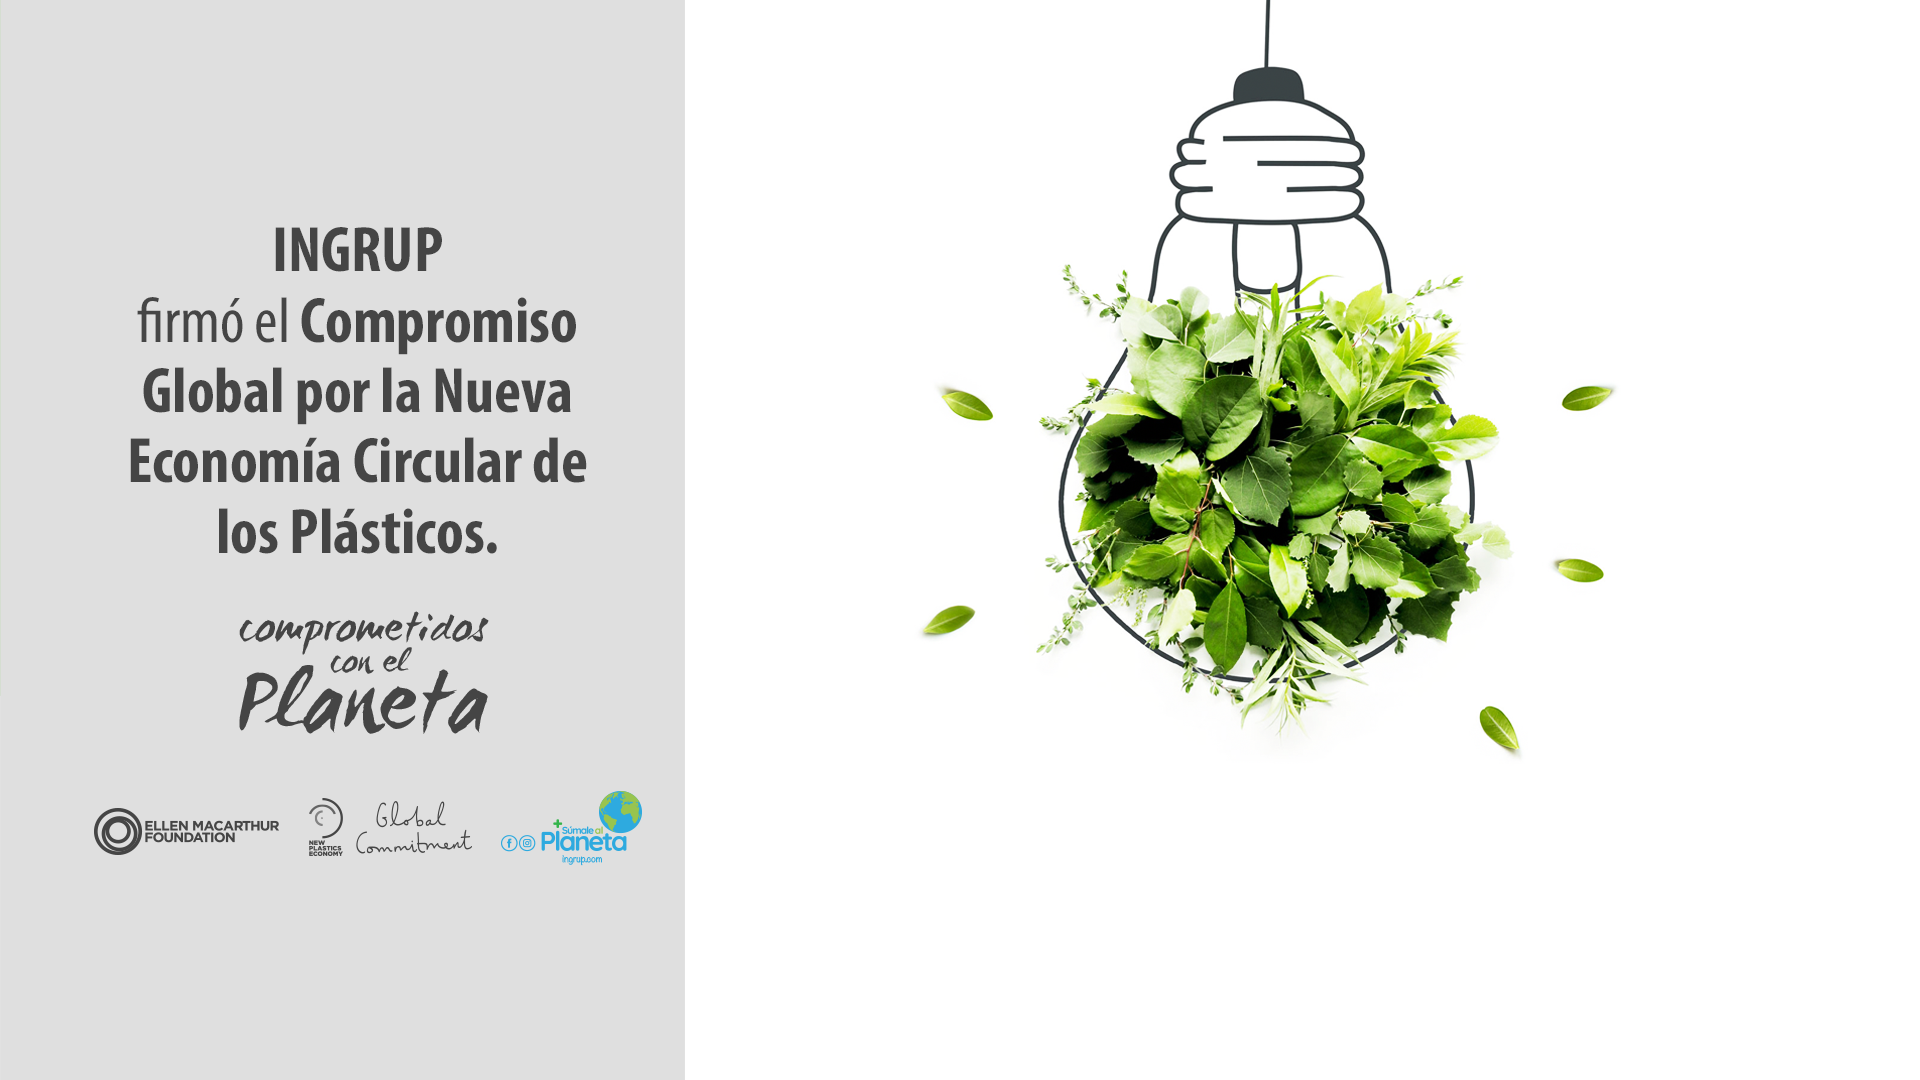 INGRUP
firmó el Compromiso
Global por la Nueva
Economía Circular de
los Plásticos.
comprometidos
con el
Planeta
ELLEN MACARTHUR
FOUNDATION
NEW
PLASTICS
ECONOMY
Global
Commitment
+
Súmale al
Planeta
ingrup.com